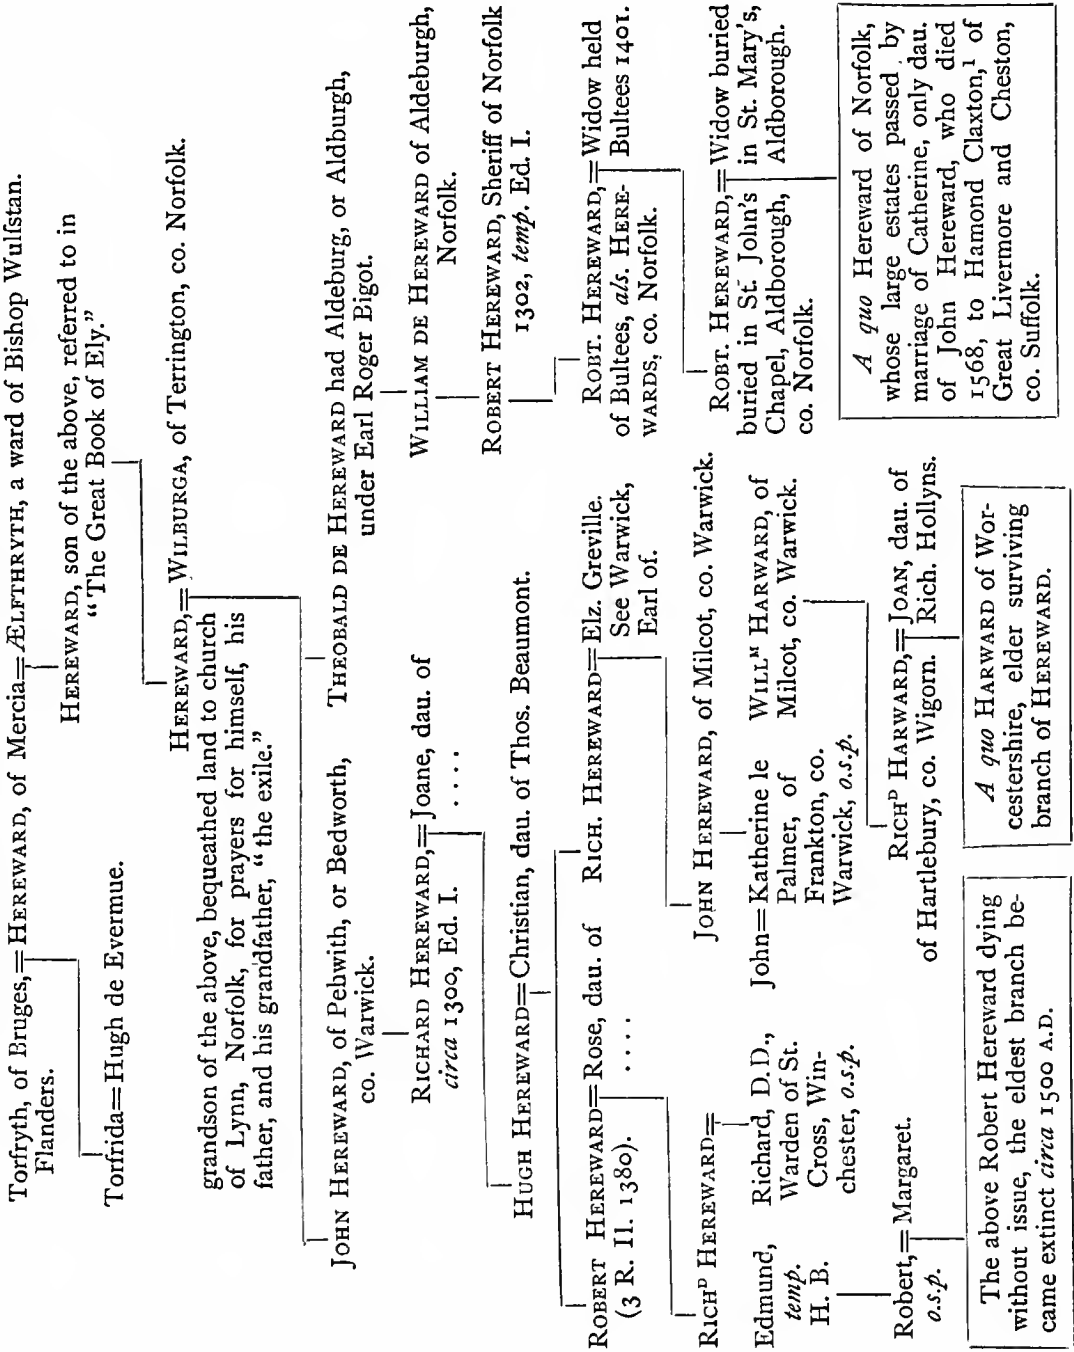 Torfryth, of Bruges,=HEREWARD, of Mercia=ÆLFTHRYTH, a ward of Bishop Wulfstan.
Flanders.
HEREWARD, son of the above, referred to in
“The Great Book of Ely.”
Torfrida=Hugh de Evermue.
HEREWARD,=WILBURGA, of Terrington, co. Norfolk.
grandson of the above, bequeathed land to church
of Lynn, Norfolk, for prayers for himself, his
father, and his grandfather, “the exile.”
JOHN HEREWARD, of Pebwith, or Bedworth,
co. Warwick.
THEOBALD DE HEREWARD had Aldeburg, or Aldburgh,
under Earl Roger Bigot.
RICHARD HEREWARD,=Joane, dau. of
circa 1300, Ed. I. ....
WILLIAM DE HEREWARD of Aldeburgh,
Norfolk.
HUGH HEREWARD=Christian, dau. of Thos. Beaumont.
ROBERT HEREWARD, Sheriff of Norfolk
1302, temp. Ed. I.
ROBERT HEREWARD=Rose, dau. of
(3 R. II. 1380). ....
RICH. HEREWARD=Elz. Greville.
See Warwick,
Earl of.
ROBT. HEREWARD,=Widow held
of Bultees, als. HERE- Bultees 1401.
WARDS, co. Norfolk.
RICHD HEREWARD=
JOHN HEREWARD, of Milcot, co. Warwick.
ROBT. HEREWARD,=Widow buried
buried in St. John's in St. Mary's,
Chapel, Aldborough, Aldborough.
co. Norfolk.
Edmund,
temp.
H. B.
Richard, D.D.,
Warden of St.
Cross, Win-
chester, o.s.p.
John=Katherine le
Palmer, of
Frankton, co.
Warwick, o.s.p.
WILLM HARWARD, of
Milcot, co. Warwick.
Robert,=Margaret.
o.s.p.
RICHD HARWARD,=JOAN, dau. of
of Hartlebury, co. Wigorn. Rich. Hollyns.
A quo Hereward of Norfolk,
whose large estates passed by
marriage of Catherine, only dau.
of John Hereward, who died
1568, to Hamond Claxton,1 of
Great Livermore and Cheston,
co. Suffolk.
The above Robert Hereward dying
without issue, the eldest branch be-
came extinct circa 1500 A.D.
A quo HARWARD of Wor-
cestershire, elder surviving
branch of HEREWARD.